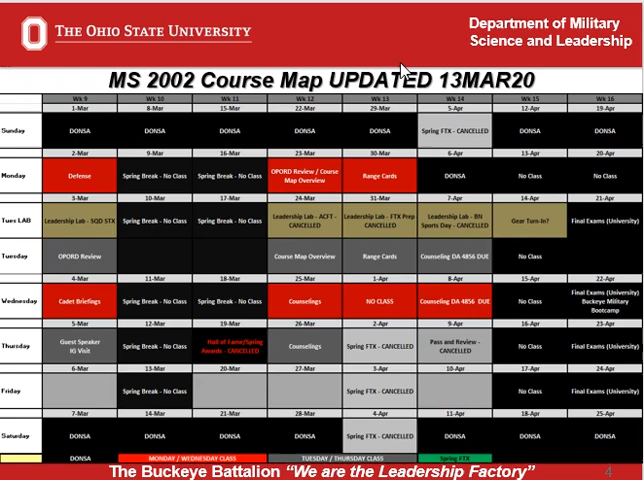 THE OHIO STATE UNIVERSITY
Department of Military
Science and Leadership
MS 2002 Course Map UPDATED 13MAR20
Wk 9 Wk 10 Wk 11 Wk 12 Wk 13 Wk 14 Wk 15 Wk 16
1-Mar 8-Mar 15-Mar 22-Mar 29-Mar 5-Apr 12-Apr 19-Apr
Sunday DONSA DONSA DONSA DONSA DONSA Spring FTX - CANCELLED DONSA DONSA
2-Mar 9-Mar 16-Mar 23-Mar 30-Mar 6-Apr 13-Apr 20-Apr
Monday Defense Spring Break - No Class Spring Break - No Class OPORD Review / Course Map Overview Range Cards DONSA No Class No Class
3-Mar 10-Mar 17-Mar 24-Mar 31-Mar 7-Apr 14-Apr 21-Apr
Tues LAB Leadership Lab - SQD STX Spring Break - No Class Spring Break - No Class Leadership Lab - ACFT - CANCELLED Leadership Lab - FTX Prep CANCELLED Leadership Lab - BN Sports Day - CANCELLED Gear Turn-In? Final Exams (University)
Tuesday OPORD Review Course Map Overview Range Cards Counseling DA 4856 DUE No Class
4-Mar 11-Mar 18-Mar 25-Mar 1-Apr 8-Apr 15-Apr 22-Apr
Wednesday Cadet Briefings Spring Break - No Class Spring Break - No Class Counselings NO CLASS Counseling DA 4856 DUE No Class Final Exams (University) Buckeye Military Bootcamp
5-Mar 12-Mar 19-Mar 26-Mar 2-Apr 9-Apr 16-Apr 23-Apr
Thursday Guest Speaker IG Visit Spring Break - No Class Hall of Fame/Spring Awards - CANCELLED Counselings Spring FTX - CANCELLED Pass and Review - CANCELLED No Class Final Exams (University)
6-Mar 13-Mar 20-Mar 27-Mar 3-Apr 10-Apr 17-Apr 24-Apr
Friday Spring Break - No Class Spring FTX - CANCELLED No Class Final Exams (University)
7-Mar 14-Mar 21-Mar 28-Mar 4-Apr 11-Apr 18-Apr 25-Apr
Saturday DONSA DONSA DONSA DONSA Spring FTX - CANCELLED DONSA DONSA DONSA
DONSA MONDAY / WEDNESDAY CLASS TUESDAY / THURSDAY CLASS Spring FTX
The Buckeye Battalion "We are the Leadership Factory" 4